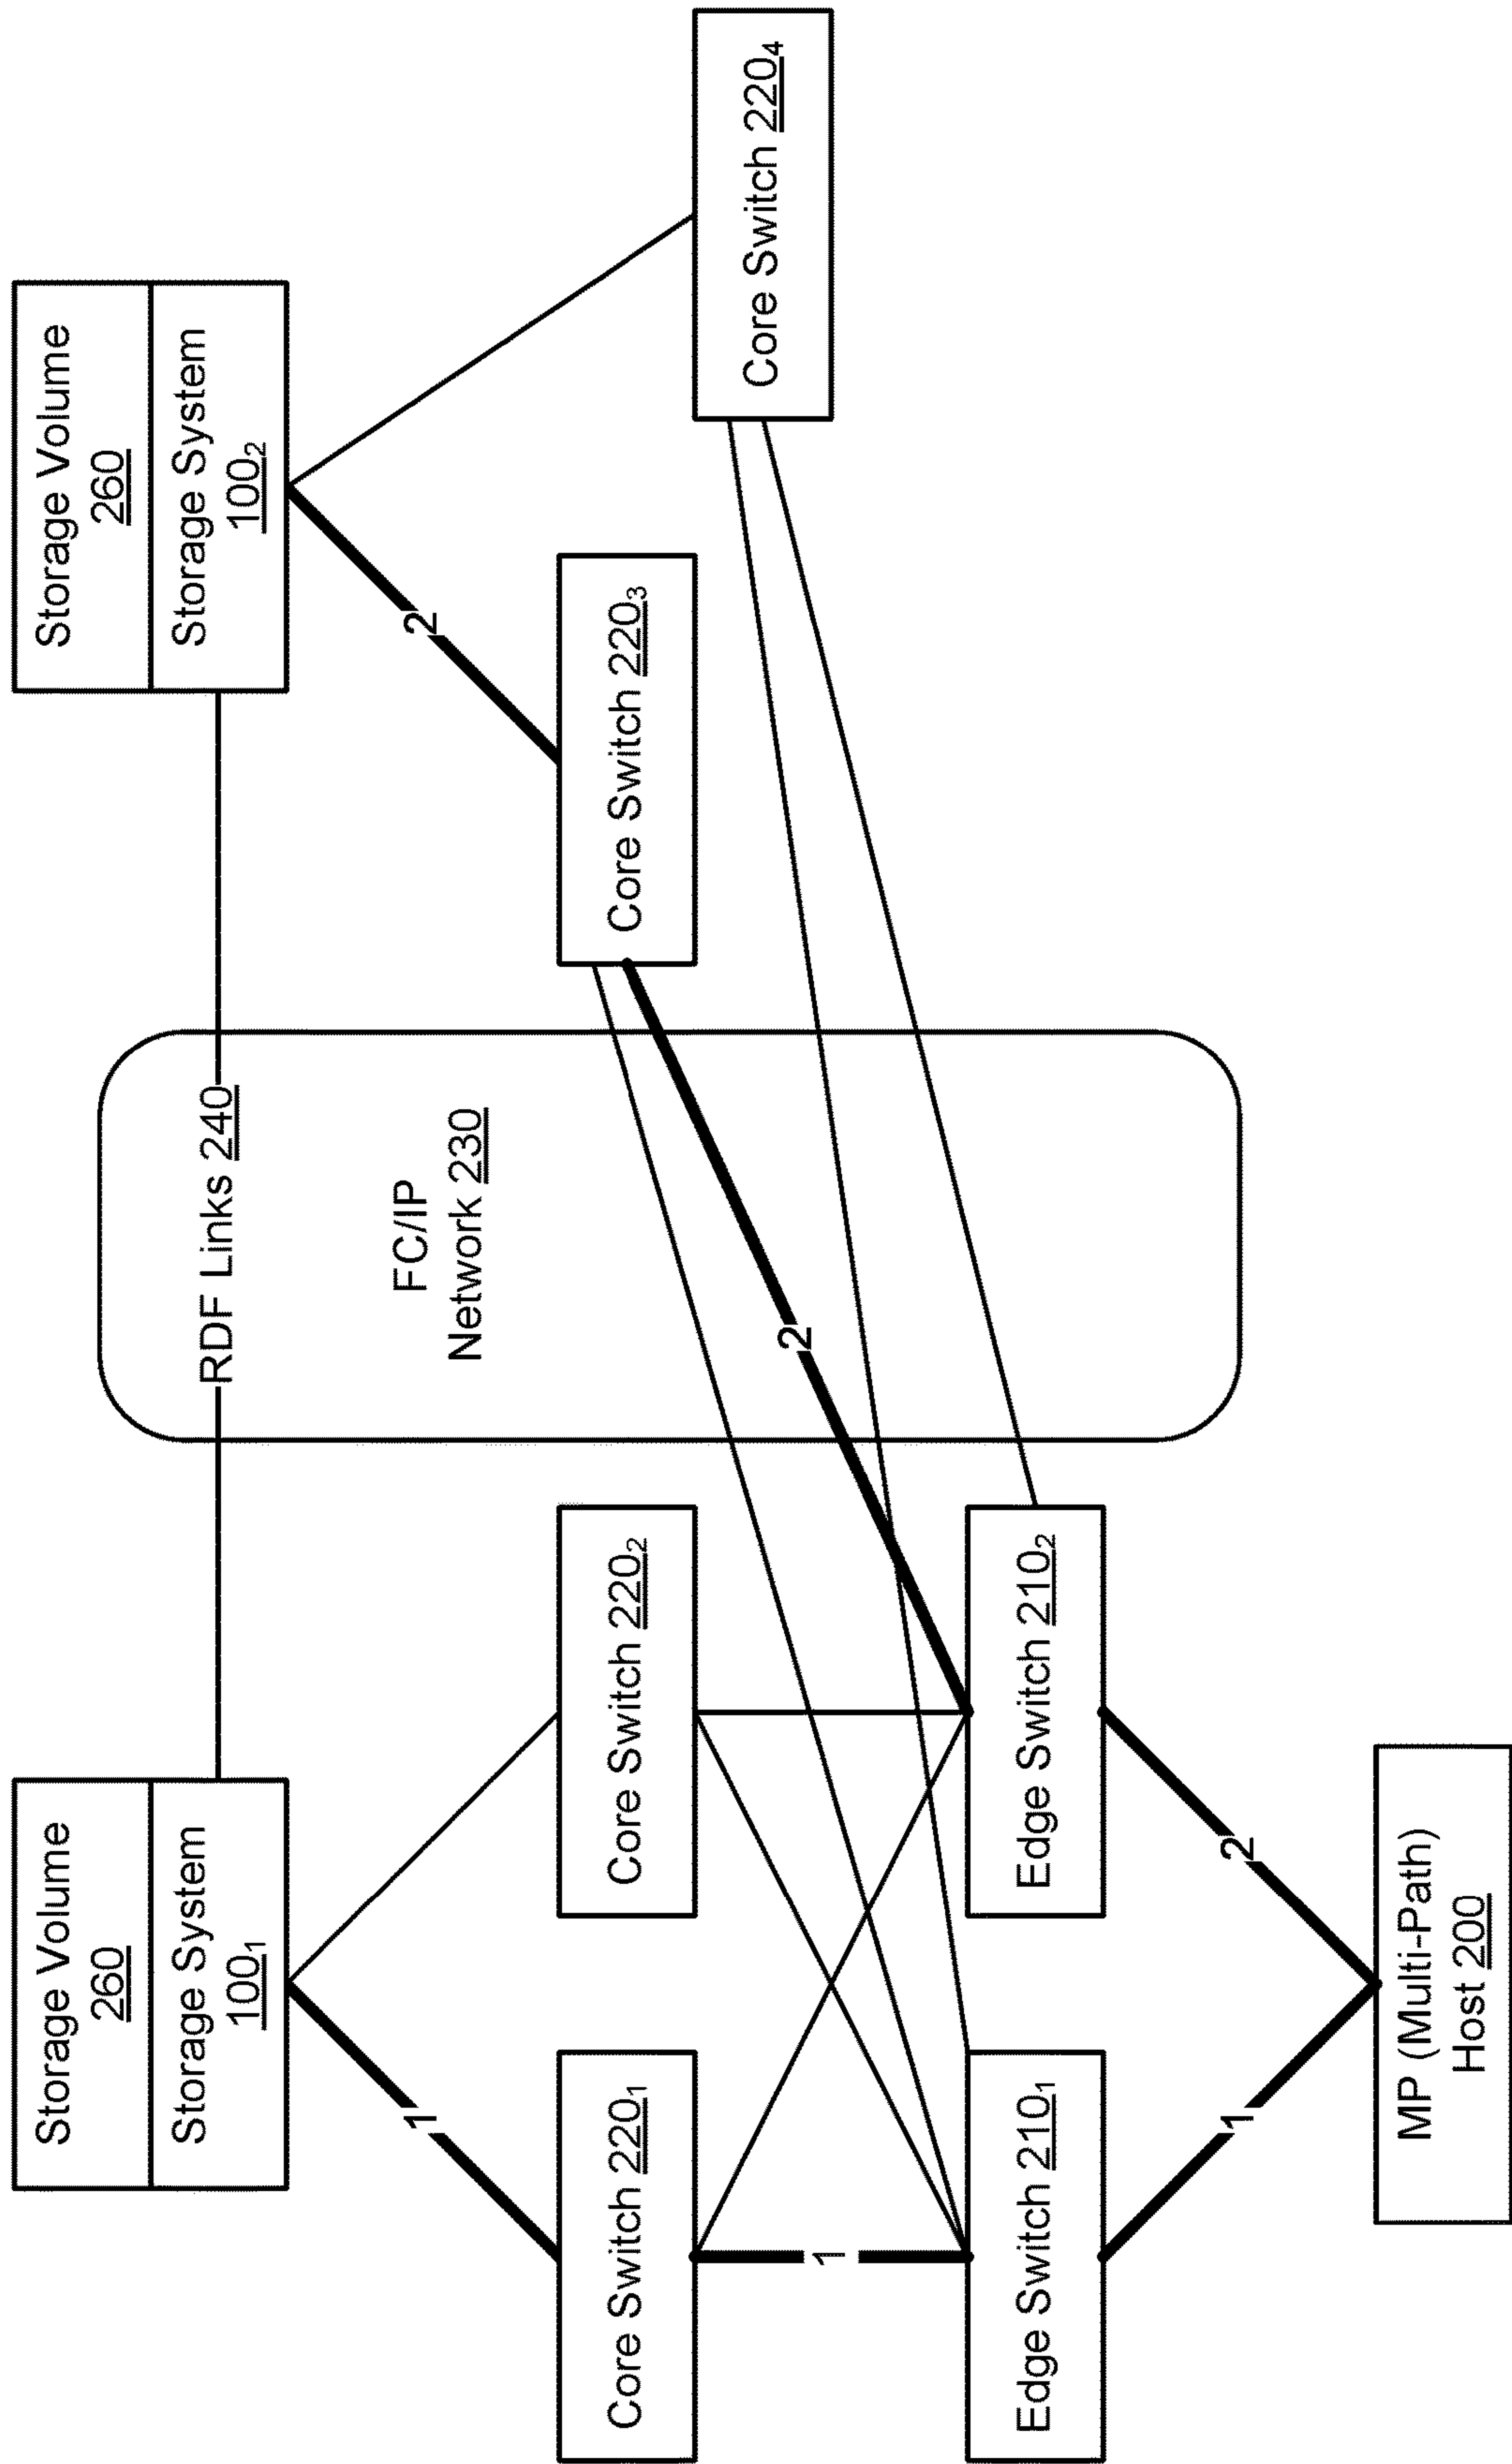 Storage Volume
260
Storage System
100₁
RDF Links 240
Storage Volume
260
Storage System
100₂
FC/IP
Network 230
Core Switch 220₁
1
Core Switch 220₂
Core Switch 220₃
2
Core Switch 220₄
1
2
Edge Switch 210₁
Edge Switch 210₂
1
2
MP (Multi-Path)
Host 200